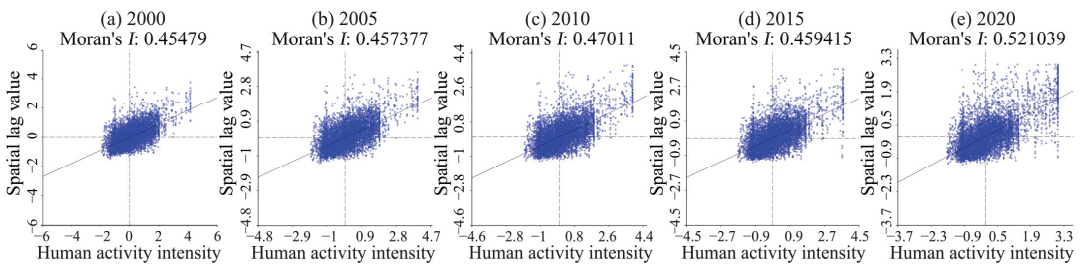 (a) 2000
Moran's I: 0.45479
Spatial lag value
6
4
2
0
−2
−4
−6
−6 −4 −2 0 2 4 6
Human activity intensity
(b) 2005
Moran's I: 0.457377
Spatial lag value
4.7
2.8
0.9
−1
−2.9
−4.8
−4.8 −2.9 −1 0.9 2.8 4.7
Human activity intensity
(c) 2010
Moran's I: 0.47011
Spatial lag value
4.4
2.6
0.8
−1
−2.8
−4.6
−4.6 −2.8 −1 0.8 2.6 4.4
Human activity intensity
(d) 2015
Moran's I: 0.459415
Spatial lag value
4.5
2.7
0.9
−0.9
−2.7
−4.5
−4.5 −2.7 −0.9 0.9 2.7 4.5
Human activity intensity
(e) 2020
Moran's I: 0.521039
Spatial lag value
3.3
1.9
0.5
−0.9
−2.3
−3.7
−3.7 −2.3 −0.9 0.5 1.9 3.3
Human activity intensity